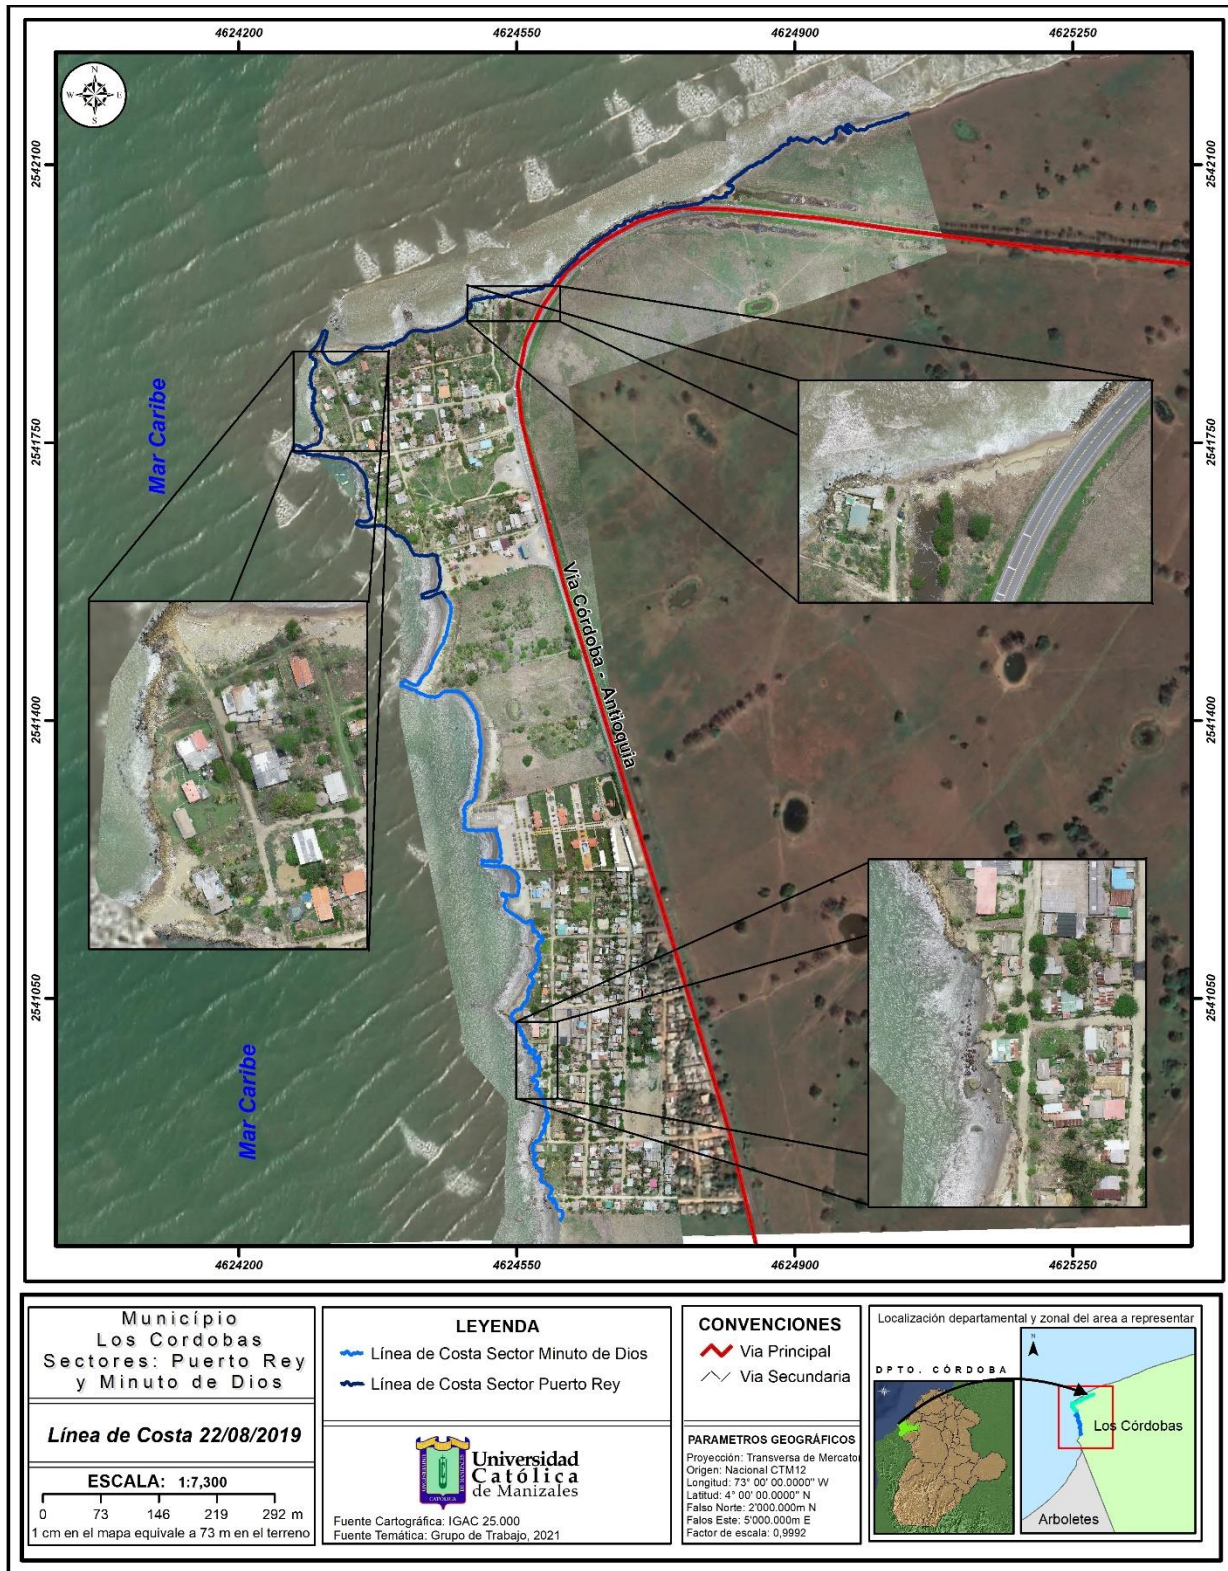 4624200
4624550
4624900
4625250
N
W
E
S
2542100
2542100
2541750
2541750
Mar Caribe
Via Córdoba - Antioquia
2541400
2541400
2541050
2541050
Mar Caribe
4624200
4624550
4624900
4625250
Município
Los Cordobas
Sectores: Puerto Rey
y Minuto de Dios
Línea de Costa 22/08/2019
ESCALA: 1:7,300
0 73 146 219 292 m
1 cm en el mapa equivale a 73 m en el terreno
LEYENDA
Línea de Costa Sector Minuto de Dios
Línea de Costa Sector Puerto Rey
Universidad
Católica
de Manizales
Fuente Cartográfica: IGAC 25.000
Fuente Temática: Grupo de Trabajo, 2021
CONVENCIONES
Via Principal
Via Secundaria
PARAMETROS GEOGRÁFICOS
Proyección: Transversa de Mercator
Origen: Nacional CTM12
Longitud: 73° 00' 00.0000" W
Latitud: 4° 00' 00.0000" N
Falso Norte: 2'000.000m N
Falos Este: 5'000.000m E
Factor de escala: 0,9992
Localización departamental y zonal del area a representar
DPTO. CÓRDOBA
N
Los Córdobas
Arboletes